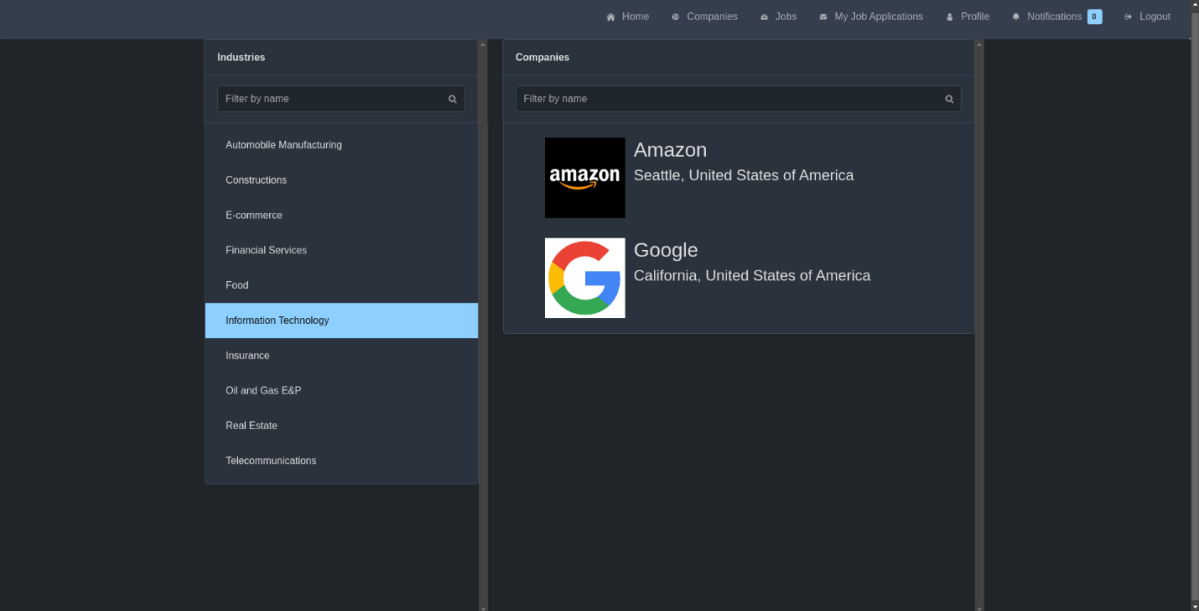 Home Companies Jobs My Job Applications Profile Notifications 0 Logout
Industries
Filter by name
Automobile Manufacturing
Constructions
E-commerce
Financial Services
Food
Information Technology
Insurance
Oil and Gas E&P
Real Estate
Telecommunications
Companies
Filter by name
amazon
Amazon
Seattle, United States of America
Google
California, United States of America